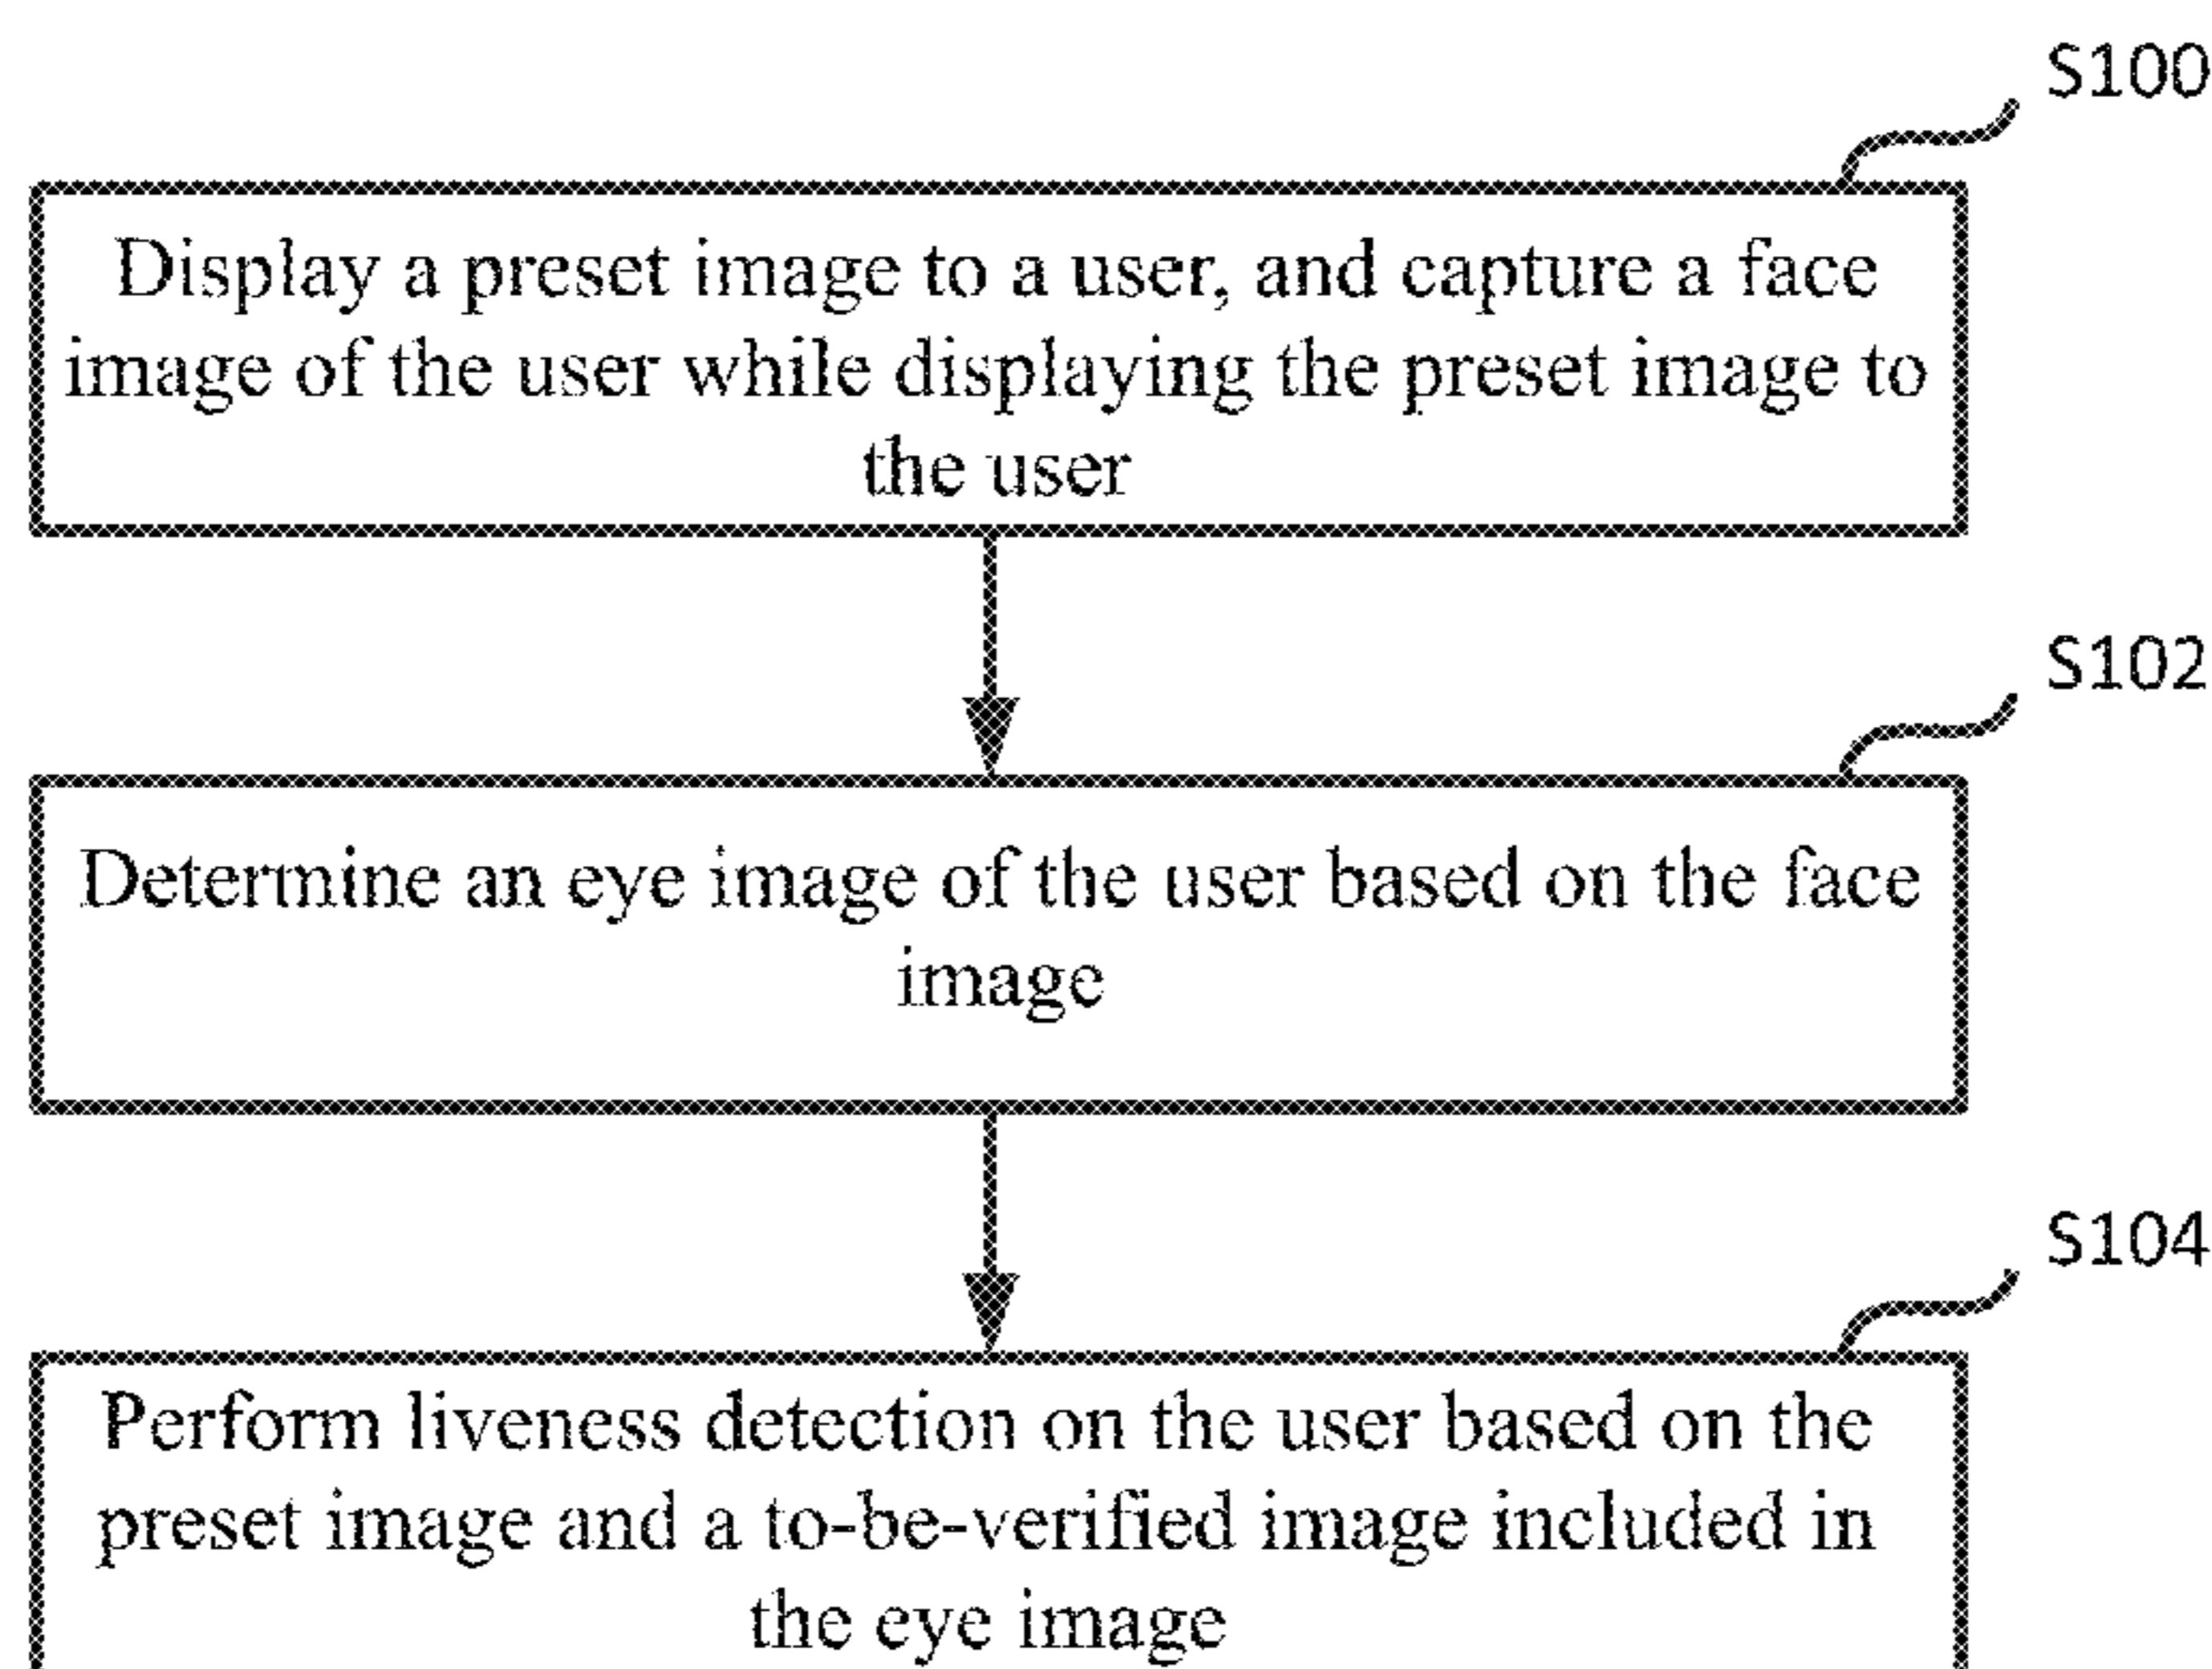 S100
Display a preset image to a user, and capture a face
image of the user while displaying the preset image to
the user
S102
Determine an eye image of the user based on the face
image
S104
Perform liveness detection on the user based on the
preset image and a to-be-verified image included in
the eye image